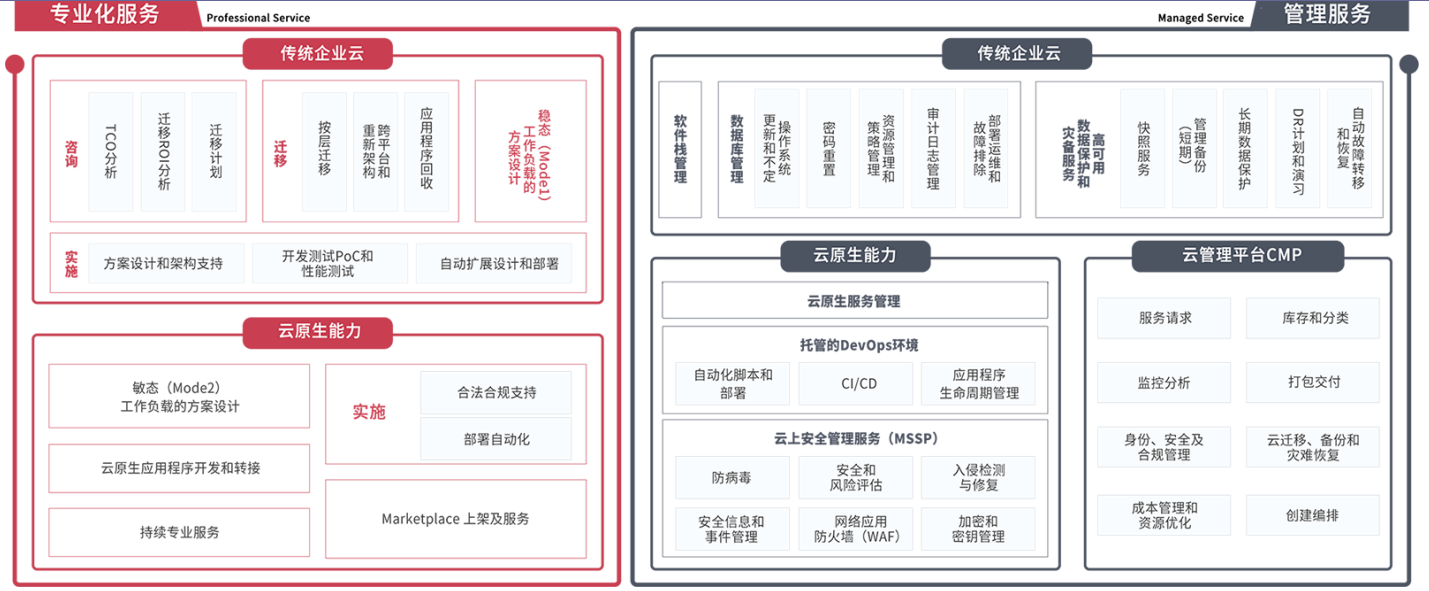 专业化服务
Professional Service
传统企业云
咨询
TCO分析
迁移ROI分析
迁移计划
迁移
按层迁移
跨平台和
重新架构
应用程序回收
稳态（Mode1）
工作负载的
方案设计
实施
方案设计和架构支持
开发测试PoC和
性能测试
自动扩展设计和部署
云原生能力
敏态（Mode2）
工作负载的方案设计
云原生应用程序开发和转接
持续专业服务
实施
合法合规支持
部署自动化
Marketplace 上架及服务
Managed Service
管理服务
传统企业云
软件栈管理
数据库管理
操作系统
更新和不定
密码重置
资源管理和
策略管理
审计日志管理
部署运维和
故障排除
高可用
数据保护和
灾备服务
快照服务
管理备份
（短期）
长期数据保护
DR计划和演习
自动故障转移
和恢复
云原生能力
云原生服务管理
托管的DevOps环境
自动化脚本和
部署
CI/CD
应用程序
生命周期管理
云上安全管理服务（MSSP）
防病毒
安全和
风险评估
入侵检测
与修复
安全信息和
事件管理
网络应用
防火墙（WAF）
加密和
密钥管理
云管理平台CMP
服务请求
库存和分类
监控分析
打包交付
身份、安全及
合规管理
云迁移、备份和
灾难恢复
成本管理和
资源优化
创建编排